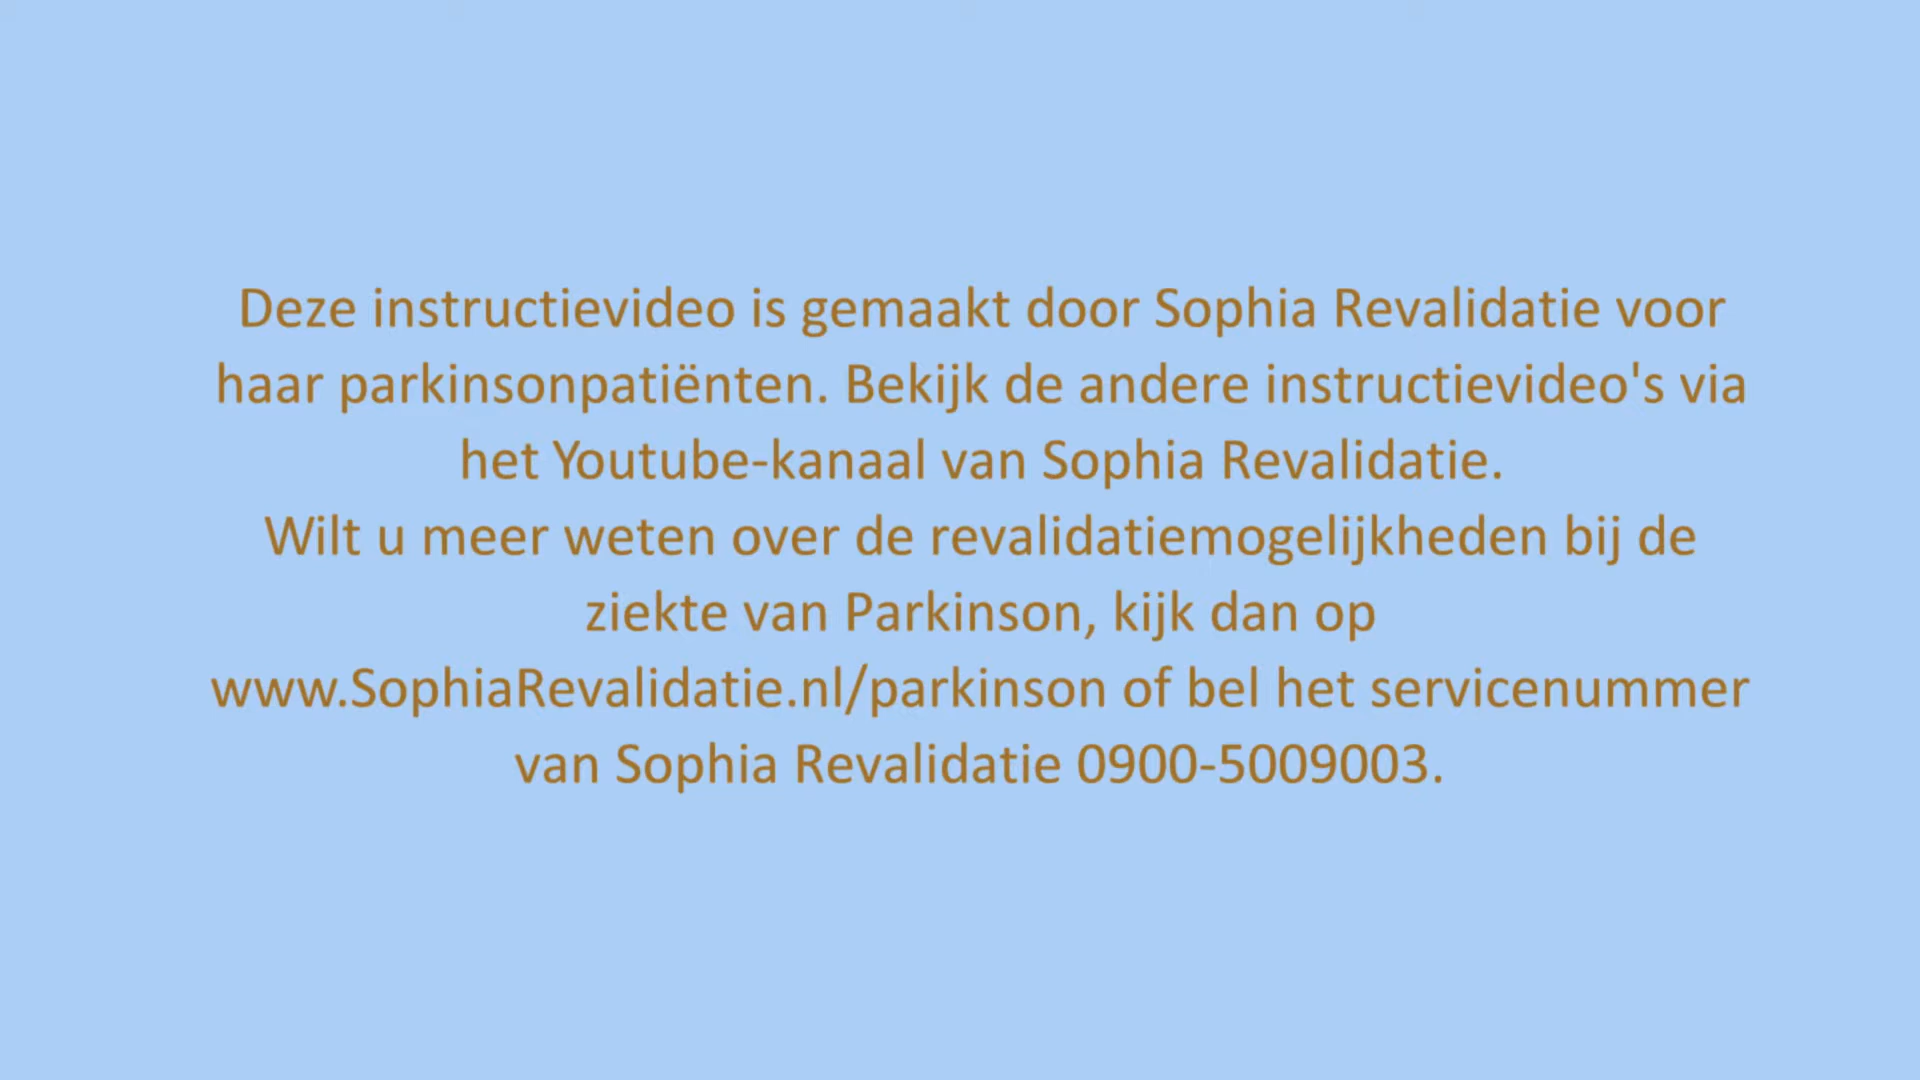 Deze instructievideo is gemaakt door Sophia Revalidatie voor
haar parkinsonpatiënten. Bekijk de andere instructievideo's via
het Youtube-kanaal van Sophia Revalidatie.
Wilt u meer weten over de revalidatiemogelijkheden bij de
ziekte van Parkinson, kijk dan op
www.SophiaRevalidatie.nl/parkinson of bel het servicenummer
van Sophia Revalidatie 0900-5009003.